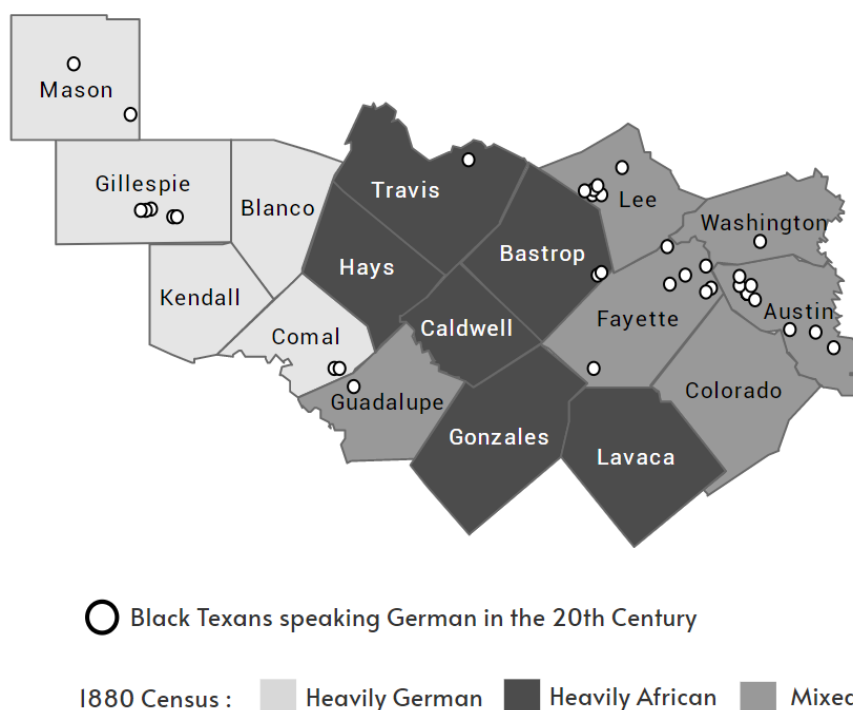 Mason
Gillespie
Blanco
Travis
Lee
Washington
Kendall
Hays
Bastrop
Comal
Caldwell
Fayette
Austin
Guadalupe
Colorado
Gonzales
Lavaca
Black Texans speaking German in the 20th Century
1880 Census : Heavily German Heavily African Mixed